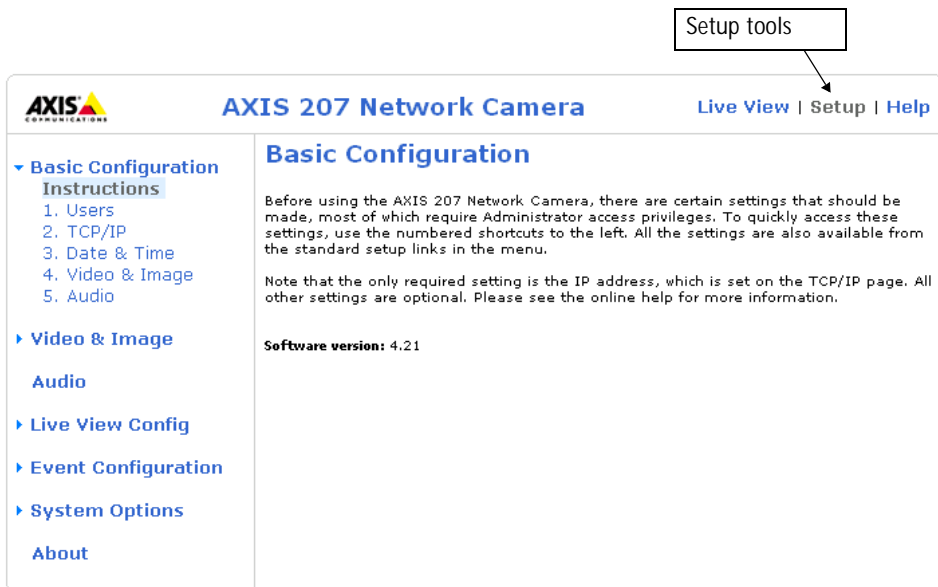 Setup tools
AXIS
COMMUNICATIONS
AXIS 207 Network Camera
Live View | Setup | Help
Basic Configuration
Instructions
1. Users
2. TCP/IP
3. Date & Time
4. Video & Image
5. Audio
Video & Image
Audio
Live View Config
Event Configuration
System Options
About
Basic Configuration
Before using the AXIS 207 Network Camera, there are certain settings that should be
made, most of which require Administrator access privileges. To quickly access these
settings, use the numbered shortcuts to the left. All the settings are also available from
the standard setup links in the menu.
Note that the only required setting is the IP address, which is set on the TCP/IP page. All
other settings are optional. Please see the online help for more information.
Software version: 4.21